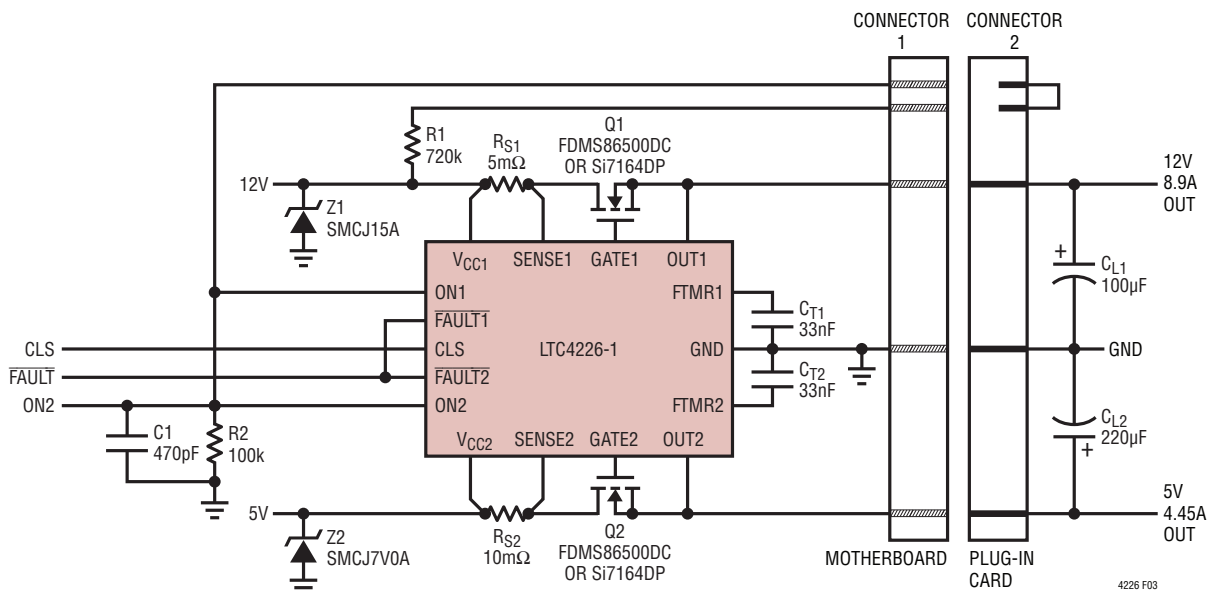 CONNECTOR
1
CONNECTOR
2
R1
720k
RS1
5mΩ
Q1
FDMS86500DC
OR Si7164DP
12V
Z1
SMCJ15A
12V
8.9A
OUT
VCC1
SENSE1
GATE1
OUT1
ON1
FTMR1
FAULT1
CT1
33nF
CL1
100µF
CLS
CLS
LTC4226-1
GND
GND
FAULT
FAULT2
CT2
33nF
ON2
ON2
FTMR2
C1
470pF
R2
100k
VCC2
SENSE2
GATE2
OUT2
CL2
220µF
5V
Z2
SMCJ7V0A
RS2
10mΩ
Q2
FDMS86500DC
OR Si7164DP
5V
4.45A
OUT
MOTHERBOARD
PLUG-IN
CARD
4226 F03